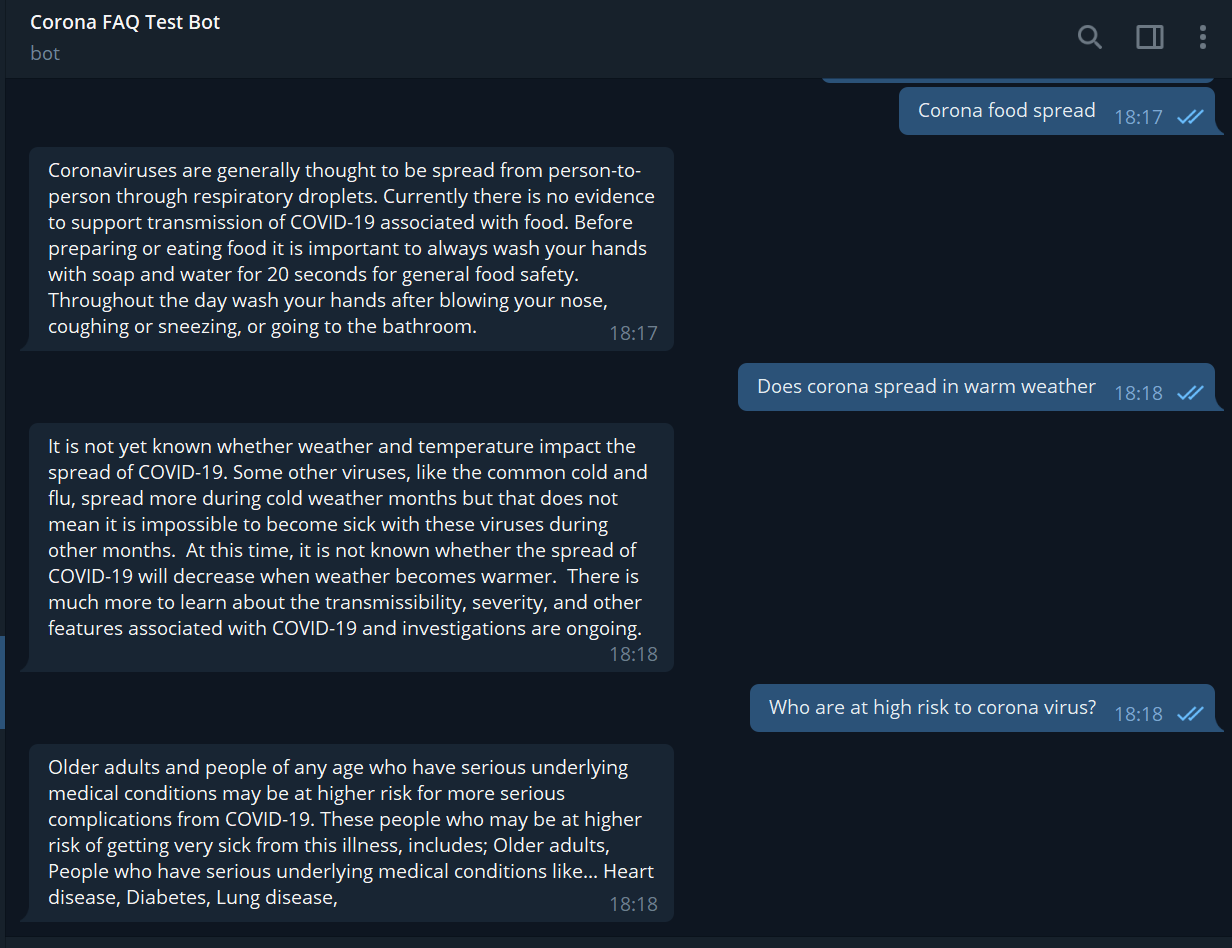 Corona FAQ Test Bot
bot
Corona food spread 18:17
Coronaviruses are generally thought to be spread from person-to-
person through respiratory droplets. Currently there is no evidence
to support transmission of COVID-19 associated with food. Before
preparing or eating food it is important to always wash your hands
with soap and water for 20 seconds for general food safety.
Throughout the day wash your hands after blowing your nose,
coughing or sneezing, or going to the bathroom. 18:17
Does corona spread in warm weather 18:18
It is not yet known whether weather and temperature impact the
spread of COVID-19. Some other viruses, like the common cold and
flu, spread more during cold weather months but that does not
mean it is impossible to become sick with these viruses during
other months.  At this time, it is not known whether the spread of
COVID-19 will decrease when weather becomes warmer.  There is
much more to learn about the transmissibility, severity, and other
features associated with COVID-19 and investigations are ongoing.
18:18
Who are at high risk to corona virus? 18:18
Older adults and people of any age who have serious underlying
medical conditions may be at higher risk for more serious
complications from COVID-19. These people who may be at higher
risk of getting very sick from this illness, includes; Older adults,
People who have serious underlying medical conditions like... Heart
disease, Diabetes, Lung disease, 18:18